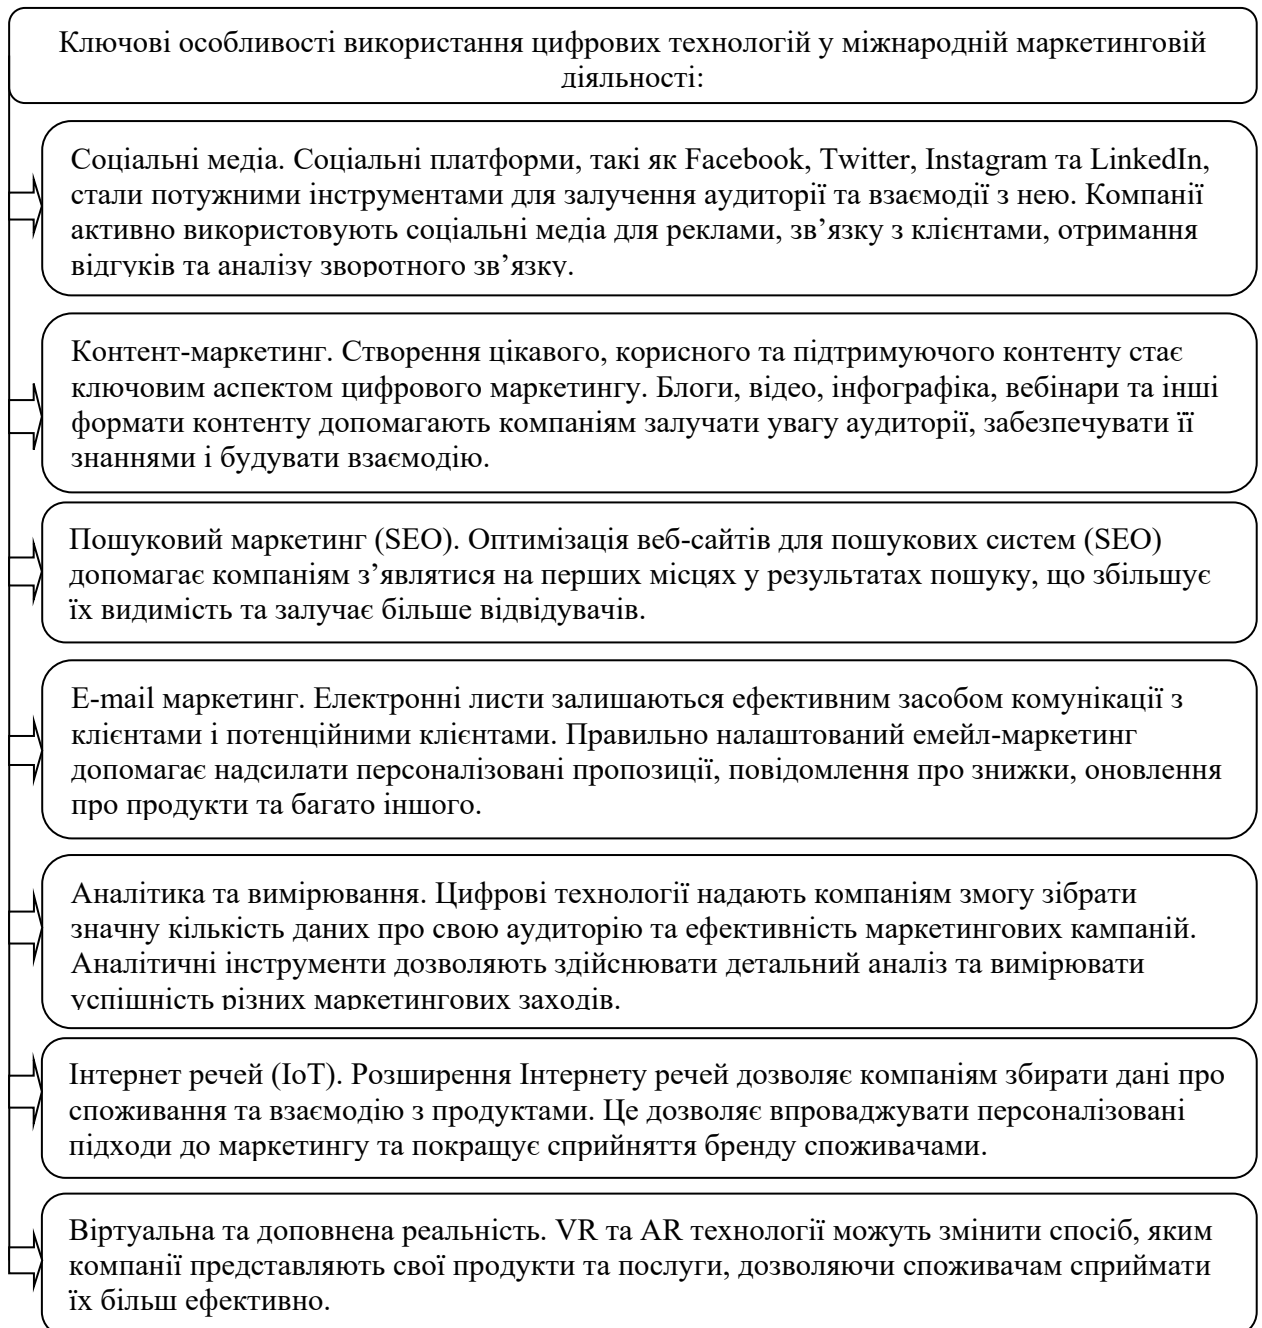 Ключові особливості використання цифрових технологій у міжнародній маркетинговій
діяльності:
Соціальні медіа. Соціальні платформи, такі як Facebook, Twitter, Instagram та LinkedIn,
стали потужними інструментами для залучення аудиторії та взаємодії з нею. Компанії
активно використовують соціальні медіа для реклами, зв’язку з клієнтами, отримання
відгуків та аналізу зворотного зв’язку.
Контент-маркетинг. Створення цікавого, корисного та підтримуючого контенту стає
ключовим аспектом цифрового маркетингу. Блоги, відео, інфографіка, вебінари та інші
формати контенту допомагають компаніям залучати увагу аудиторії, забезпечувати її
знаннями і будувати взаємодію.
Пошуковий маркетинг (SEO). Оптимізація веб-сайтів для пошукових систем (SEO)
допомагає компаніям з’являтися на перших місцях у результатах пошуку, що збільшує
їх видимість та залучає більше відвідувачів.
E-mail маркетинг. Електронні листи залишаються ефективним засобом комунікації з
клієнтами і потенційними клієнтами. Правильно налаштований емейл-маркетинг
допомагає надсилати персоналізовані пропозиції, повідомлення про знижки, оновлення
про продукти та багато іншого.
Аналітика та вимірювання. Цифрові технології надають компаніям змогу зібрати
значну кількість даних про свою аудиторію та ефективність маркетингових кампаній.
Аналітичні інструменти дозволяють здійснювати детальний аналіз та вимірювати
успішність різних маркетингових заходів.
Інтернет речей (IoT). Розширення Інтернету речей дозволяє компаніям збирати дані про
споживання та взаємодію з продуктами. Це дозволяє впроваджувати персоналізовані
підходи до маркетингу та покращує сприйняття бренду споживачами.
Віртуальна та доповнена реальність. VR та AR технології можуть змінити спосіб, яким
компанії представляють свої продукти та послуги, дозволяючи споживачам сприймати
їх більш ефективно.